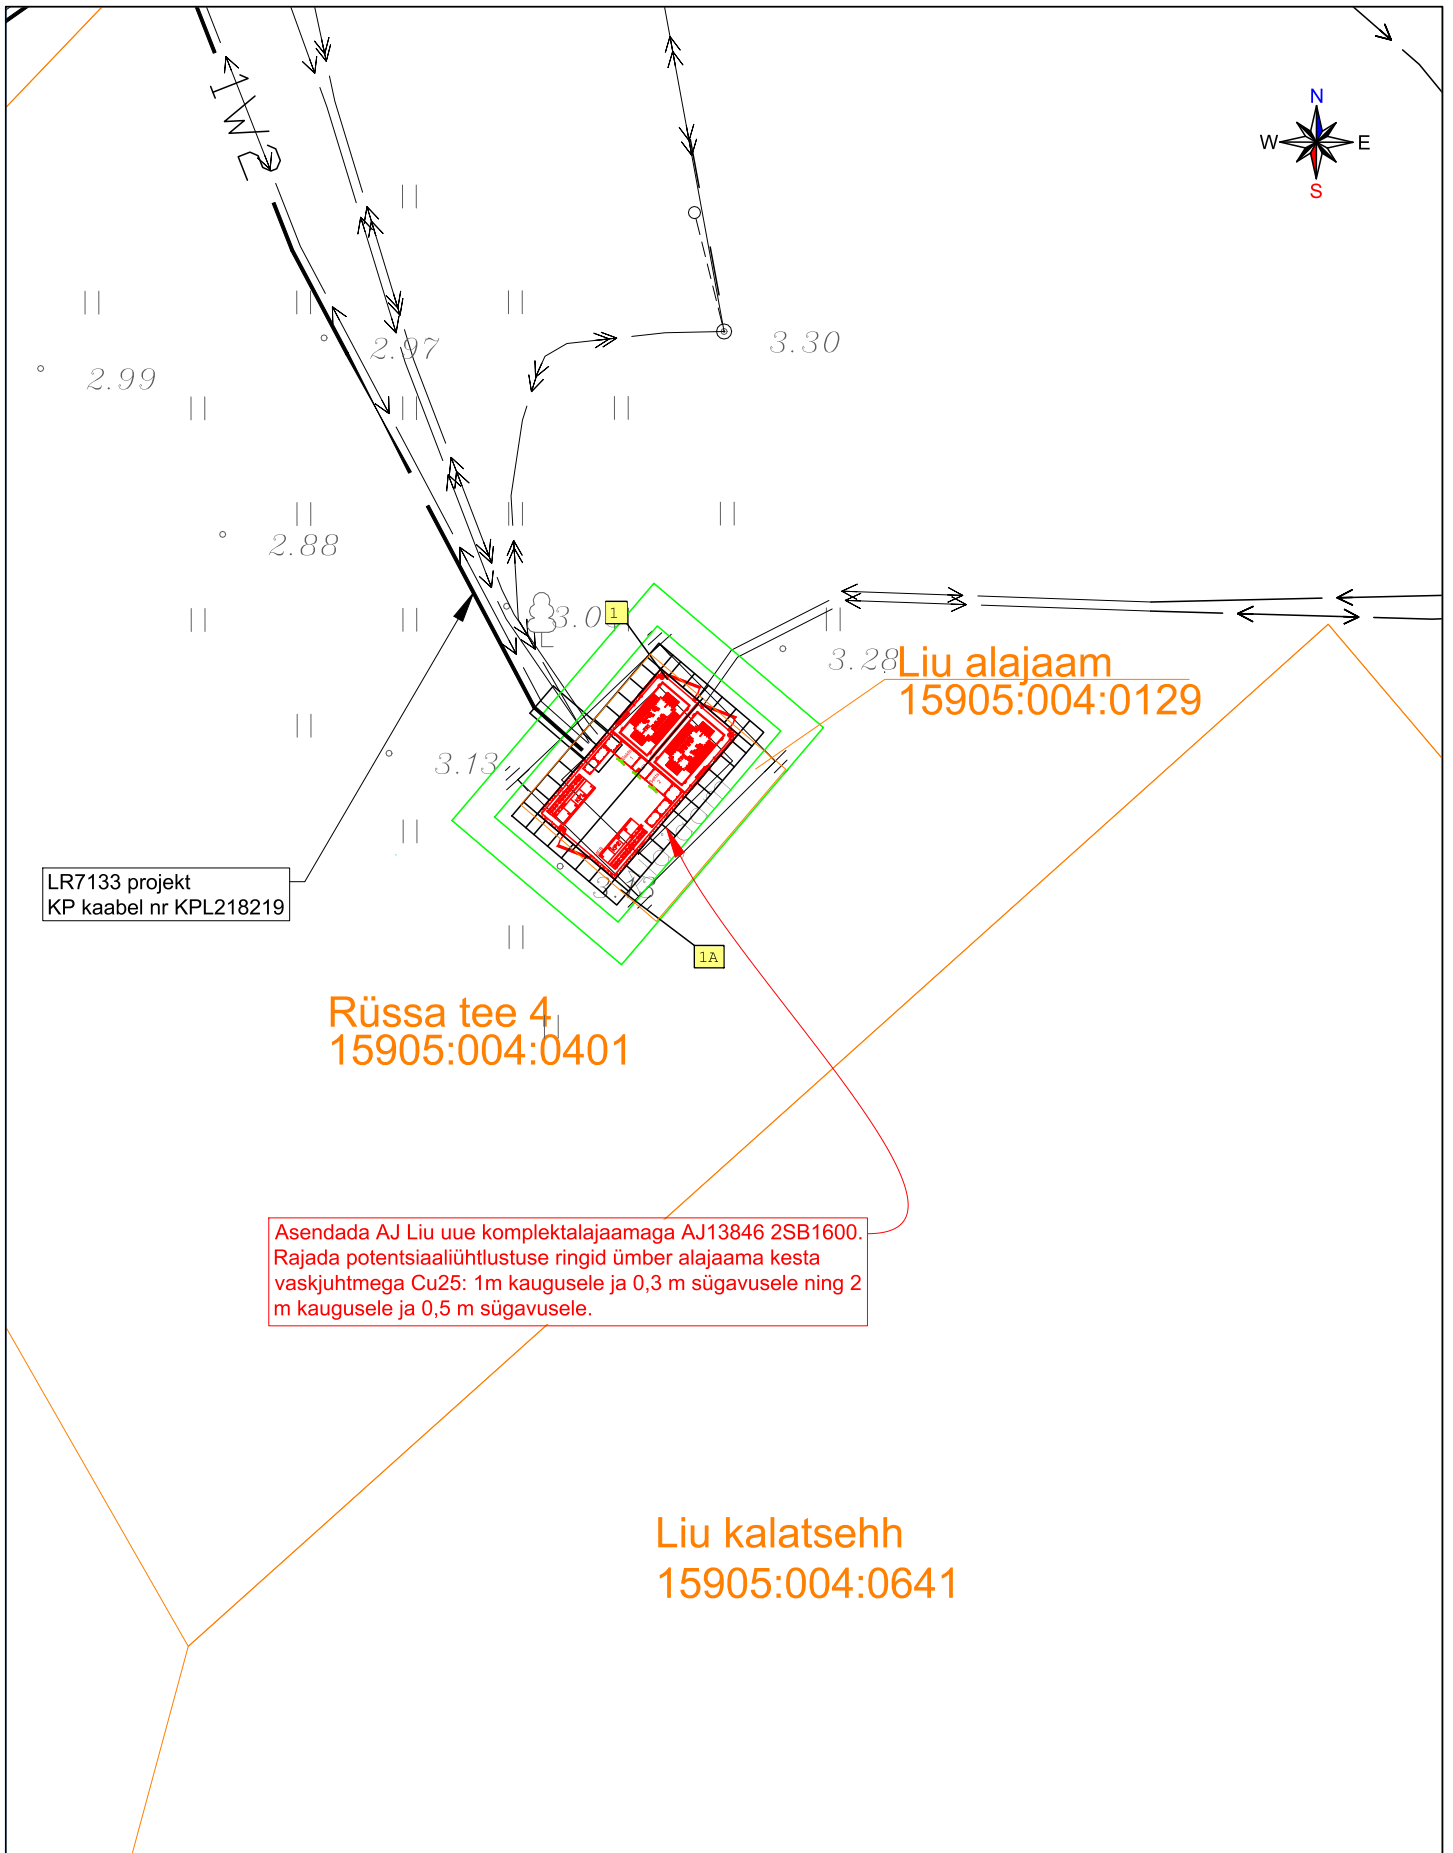 N
W
E
S
1W2
2.97
3.30
2.99
2.88
1
3.28
Liu alajaam
15905:004:0129
3.13
LR7133 projekt
KP kaabel nr KPL218219
1A
Rüssa tee 4
15905:004:0401
Asendada AJ Liu uue komplektalajaamaga AJ13846 2SB1600.
Rajada potentsiaaliühtlustuse ringid ümber alajaama kesta
vaskjuhtmega Cu25: 1m kaugusele ja 0,3 m sügavusele ning 2
m kaugusele ja 0,5 m sügavusele.
Liu kalatsehh
15905:004:0641